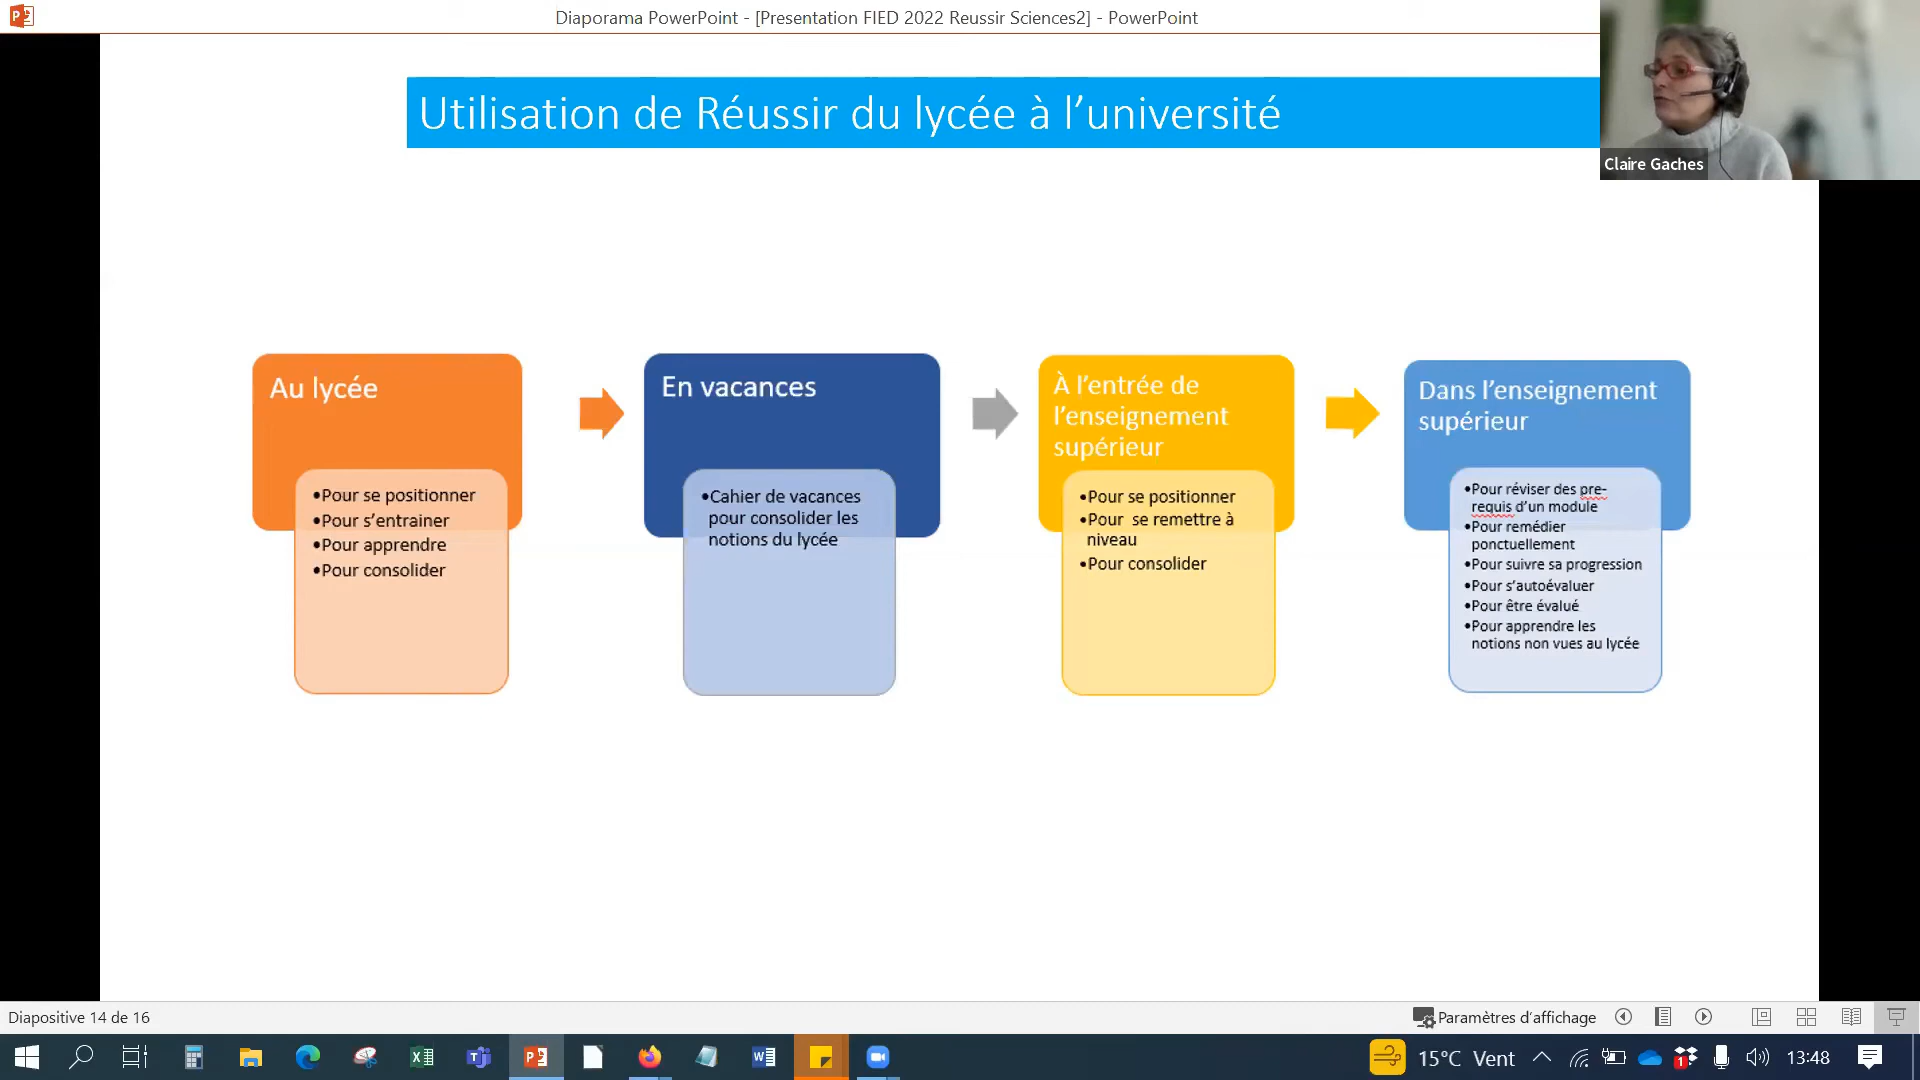 Diaporama PowerPoint - [Presentation FIED 2022 Reussir Sciences2] - PowerPoint
Utilisation de Réussir du lycée à l’université
Claire Gaches
Au lycée
•Pour se positionner
•Pour s’entrainer
•Pour apprendre
•Pour consolider
En vacances
•Cahier de vacances
pour consolider les
notions du lycée
À l’entrée de
l’enseignement
supérieur
•Pour se positionner
•Pour se remettre à
niveau
•Pour consolider
Dans l’enseignement
supérieur
•Pour réviser des pre-
requis d’un module
•Pour remédier
ponctuellement
•Pour suivre sa progression
•Pour s’autoévaluer
•Pour être évalué
•Pour apprendre les
notions non vues au lycée
Diapositive 14 de 16
Paramètres d’affichage
15°C Vent
1
13:48